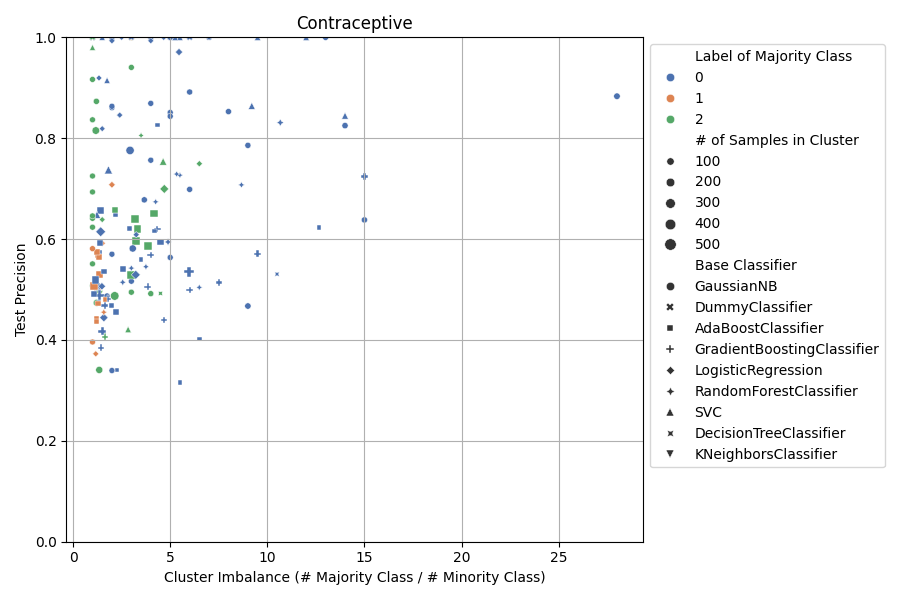 Contraceptive
1.0
0.8
0.6
0.4
0.2
0.0
Test Precision
0
5
10
15
20
25
Cluster Imbalance (# Majority Class / # Minority Class)
Label of Majority Class
0
1
2
# of Samples in Cluster
100
200
300
400
500
Base Classifier
GaussianNB
DummyClassifier
AdaBoostClassifier
GradientBoostingClassifier
LogisticRegression
RandomForestClassifier
SVC
DecisionTreeClassifier
KNeighborsClassifier